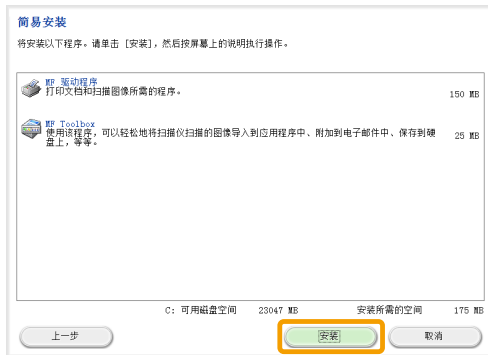 简易安装
将安装以下程序。请单击 [安装]，然后按屏幕上的说明执行操作。
MF 驱动程序
打印文档和扫描图像所需的程序。
150 MB
MF Toolbox
使用该程序，可以轻松地将扫描仪扫描的图像导入到应用程序中、附加到电子邮件中、保存到硬
盘上，等等。
25 MB
C: 可用磁盘空间 23047 MB 安装所需的空间 175 MB
上一步 安装 取消